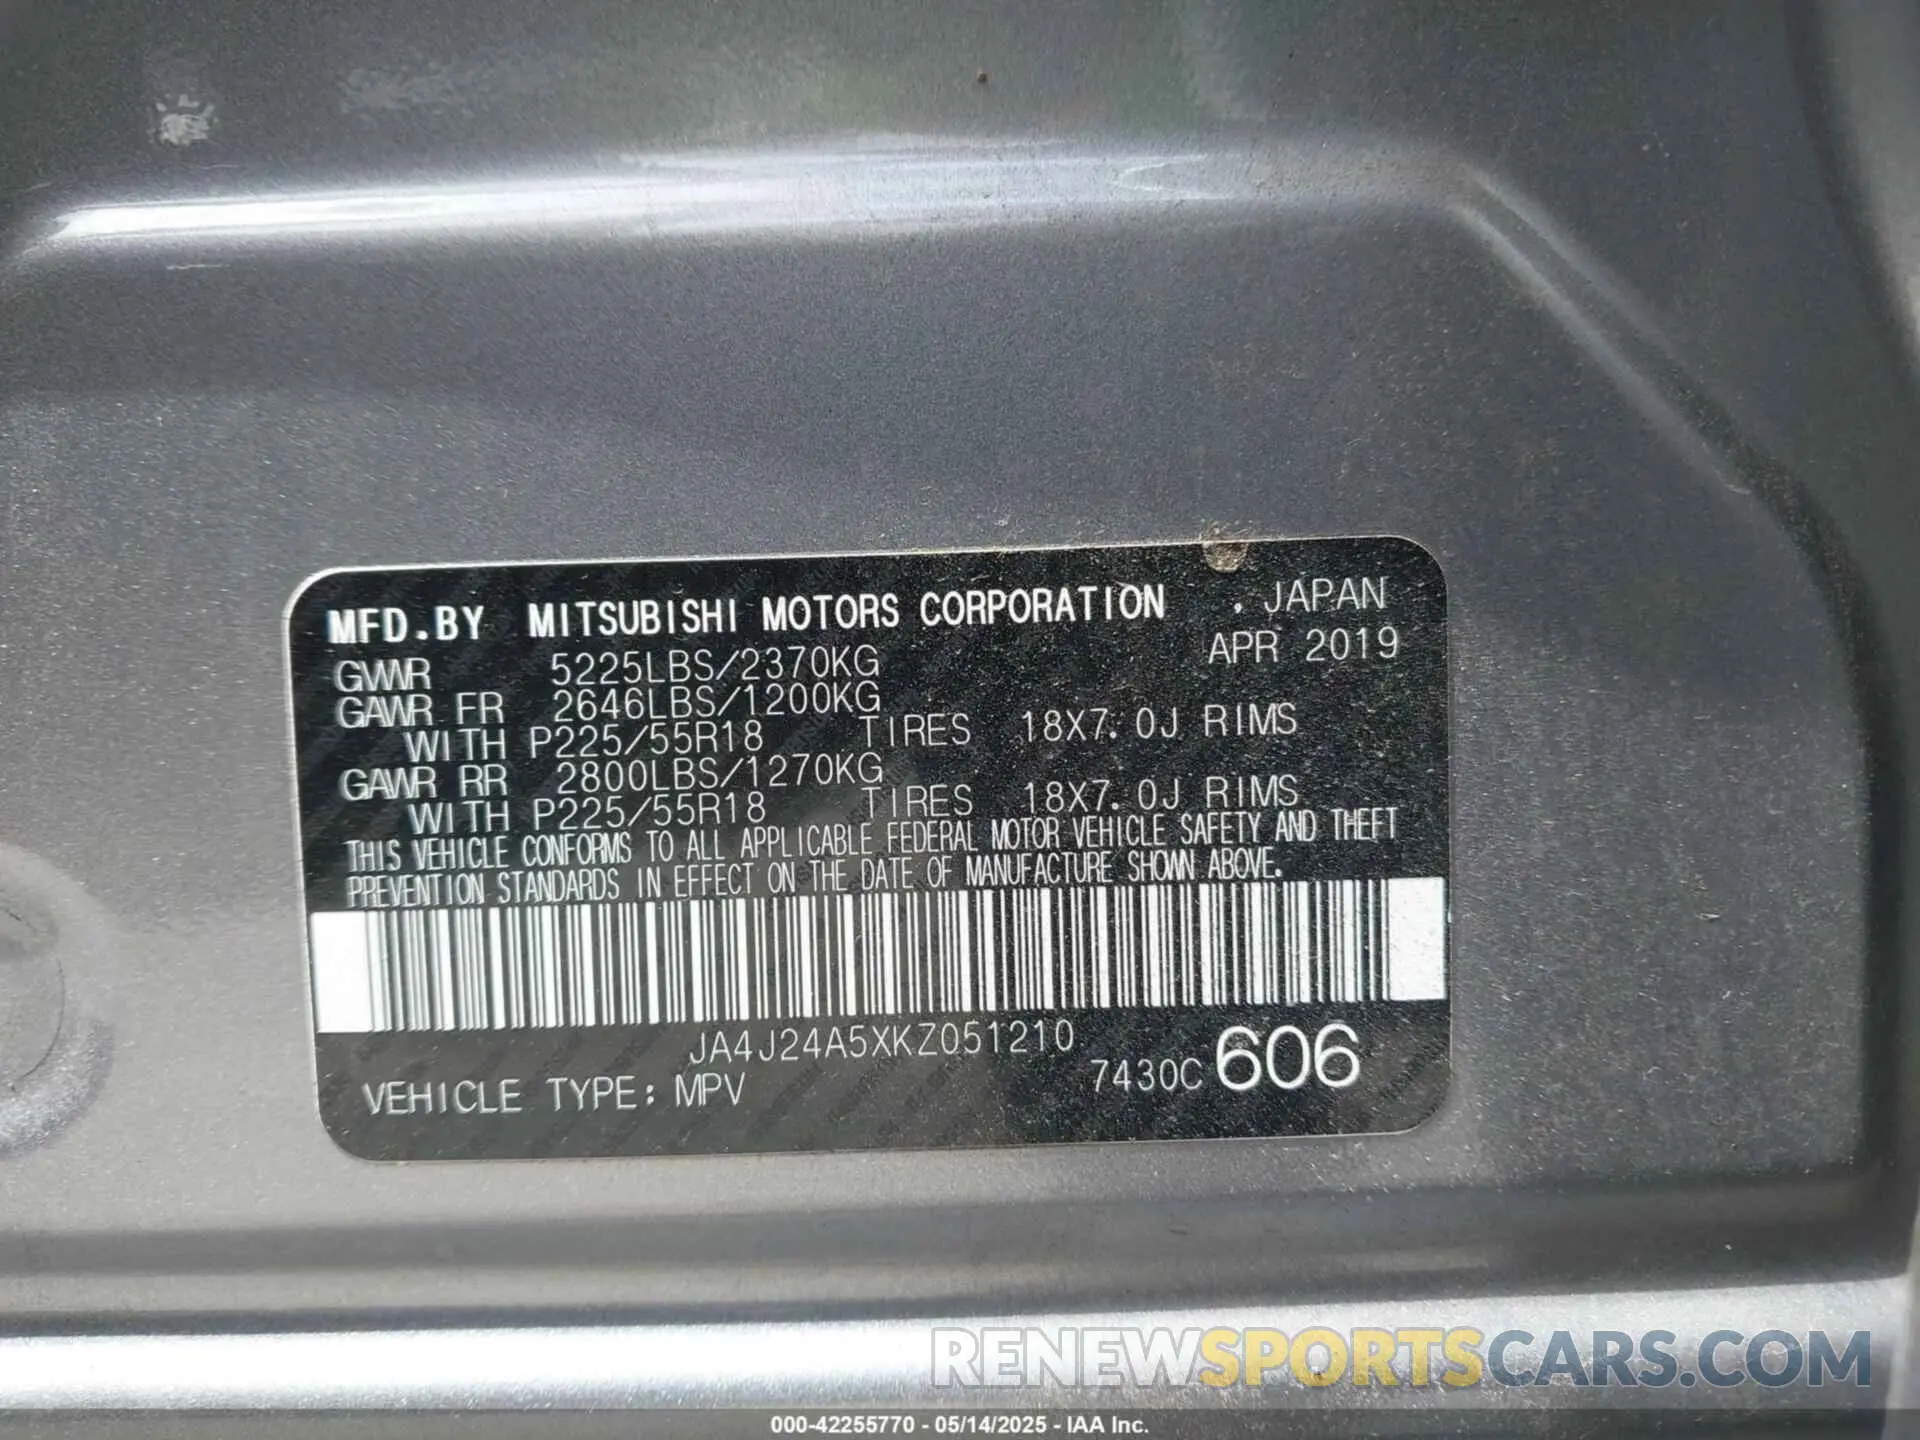 MFD.BY MITSUBISHI MOTORS CORPORATION . JAPAN
APR 2019
GVWR 5225LBS/2370KG
GAWR FR 2646LBS/1200KG
WITH P225/55R18 TIRES 18X7.0J RIMS
GAWR RR 2800LBS/1270KG
WITH P225/55R18 TIRES 18X7.0J RIMS
THIS VEHICLE CONFORMS TO ALL APPLICABLE FEDERAL MOTOR VEHICLE SAFETY AND THEFT
PREVENTION STANDARDS IN EFFECT ON THE DATE OF MANUFACTURE SHOWN ABOVE.
JA4J24A5XKZ051210
VEHICLE TYPE: MPV 7430C 606
RENEWSPORTSCARS.COM
000-42255770 - 05/14/2025 - IAA Inc.